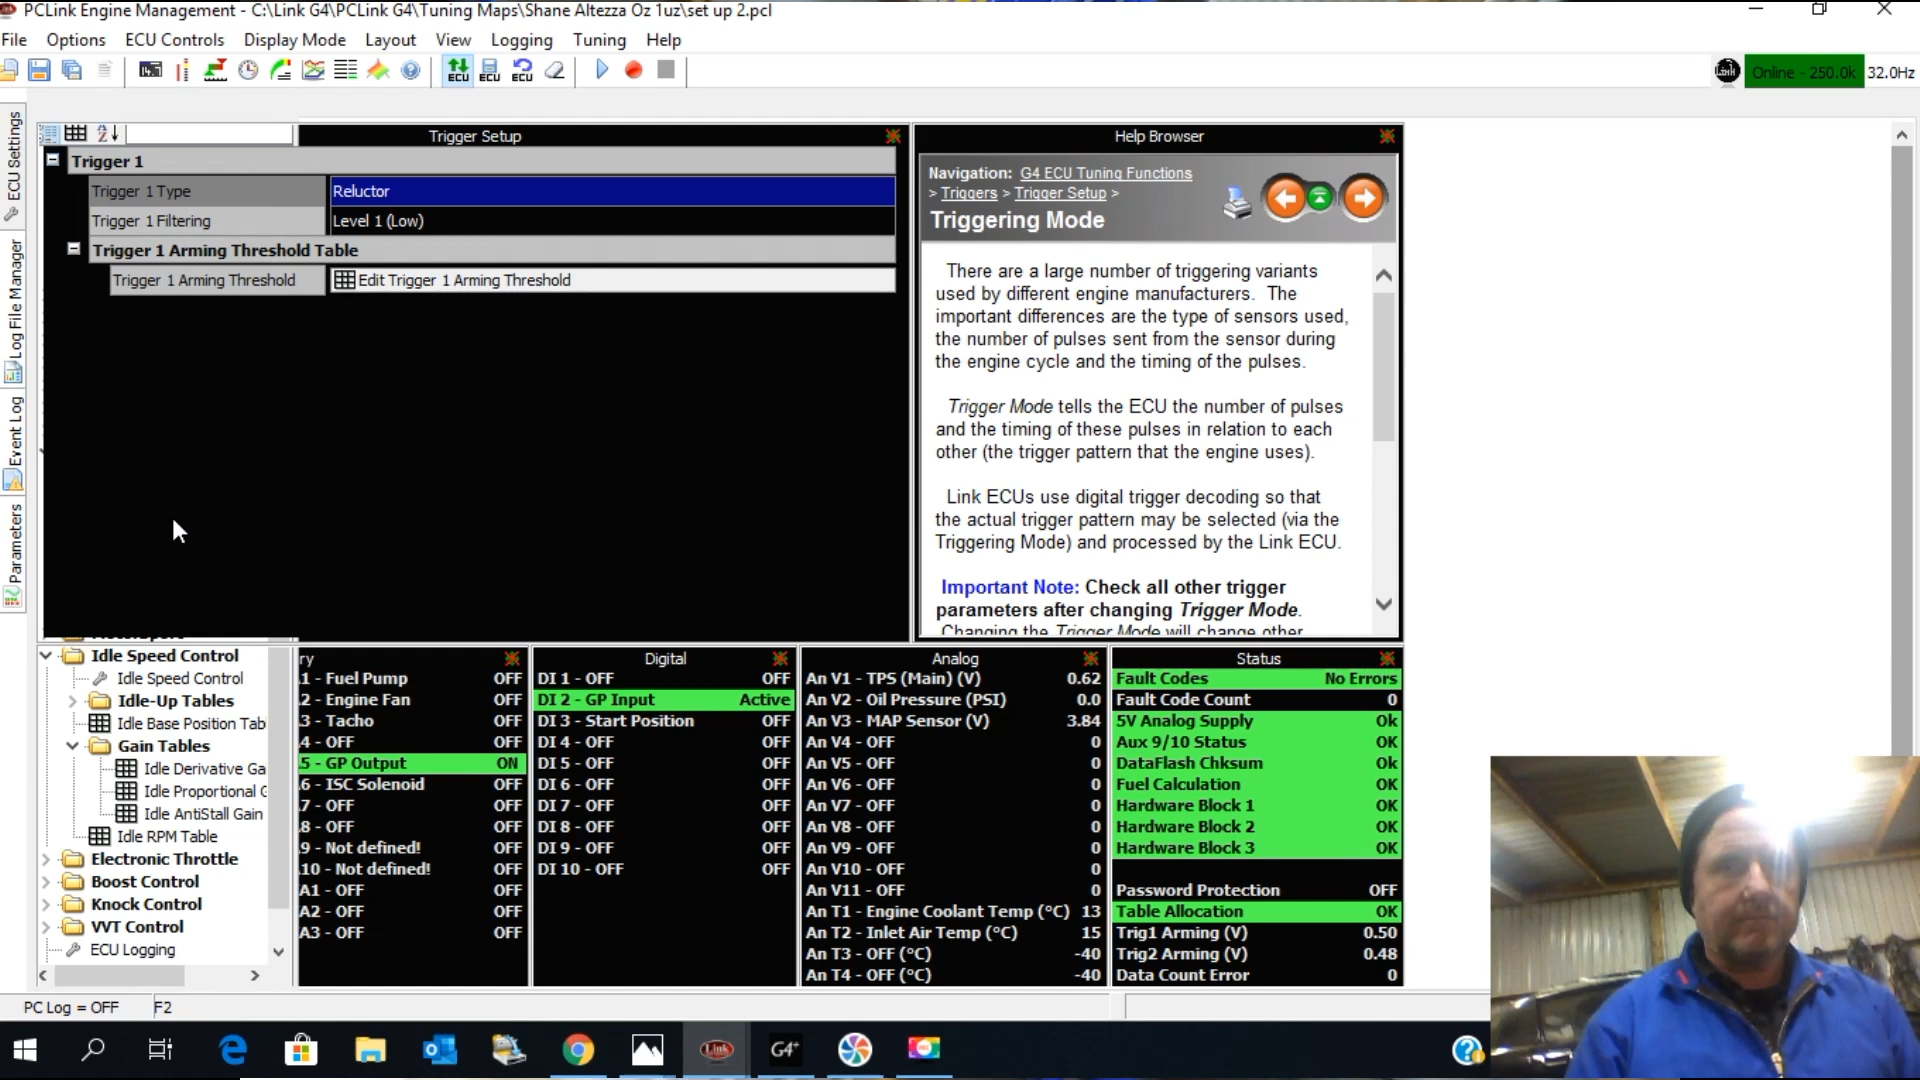 PCLink Engine Management - C:\Link G4\PCLink G4\Tuning Maps\Shane Altezza Oz 1uz\set up 2.pcl
File Options ECU Controls Display Mode Layout View Logging Tuning Help
ECU ECU ECU
Link Online - 250.0k 32.0Hz
ECU Settings
Log File Manager
Event Log
Parameters
Trigger Setup
Trigger 1
Trigger 1 Type Reluctor
Trigger 1 Filtering Level 1 (Low)
Trigger 1 Arming Threshold Table
Trigger 1 Arming Threshold Edit Trigger 1 Arming Threshold
Help Browser
Navigation: G4 ECU Tuning Functions
> Triggers > Trigger Setup >
Triggering Mode
There are a large number of triggering variants
used by different engine manufacturers. The
important differences are the type of sensors used,
the number of pulses sent from the sensor during
the engine cycle and the timing of the pulses.
Trigger Mode tells the ECU the number of pulses
and the timing of these pulses in relation to each
other (the trigger pattern that the engine uses).
Link ECUs use digital trigger decoding so that
the actual trigger pattern may be selected (via the
Triggering Mode) and processed by the Link ECU.
Important Note: Check all other trigger
parameters after changing Trigger Mode.
Changing the Trigger Mode will change other
Idle Speed Control
Idle Speed Control
Idle-Up Tables
Idle Base Position Tab
Gain Tables
Idle Derivative Ga
Idle Proportional G
Idle AntiStall Gain
Idle RPM Table
Electronic Throttle
Boost Control
Knock Control
VVT Control
ECU Logging
ry
.1 - Fuel Pump OFF
.2 - Engine Fan OFF
.3 - Tacho OFF
.4 - OFF OFF
.5 - GP Output ON
.6 - ISC Solenoid OFF
.7 - OFF OFF
.8 - OFF OFF
.9 - Not defined! OFF
.10 - Not defined! OFF
A1 - OFF OFF
A2 - OFF OFF
A3 - OFF OFF
Digital
DI 1 - OFF OFF
DI 2 - GP Input Active
DI 3 - Start Position OFF
DI 4 - OFF OFF
DI 5 - OFF OFF
DI 6 - OFF OFF
DI 7 - OFF OFF
DI 8 - OFF OFF
DI 9 - OFF OFF
DI 10 - OFF OFF
Analog
An V1 - TPS (Main) (V) 0.62
An V2 - Oil Pressure (PSI) 0.0
An V3 - MAP Sensor (V) 3.84
An V4 - OFF 0
An V5 - OFF 0
An V6 - OFF 0
An V7 - OFF 0
An V8 - OFF 0
An V9 - OFF 0
An V10 - OFF 0
An V11 - OFF 0
An T1 - Engine Coolant Temp (°C) 13
An T2 - Inlet Air Temp (°C) 15
An T3 - OFF (°C) -40
An T4 - OFF (°C) -40
Status
Fault Codes No Errors
Fault Code Count 0
5V Analog Supply Ok
Aux 9/10 Status OK
DataFlash Chksum Ok
Fuel Calculation OK
Hardware Block 1 OK
Hardware Block 2 OK
Hardware Block 3 OK
Password Protection OFF
Table Allocation OK
Trig1 Arming (V) 0.50
Trig2 Arming (V) 0.48
Data Count Error 0
PC Log = OFF F2
Link G4+